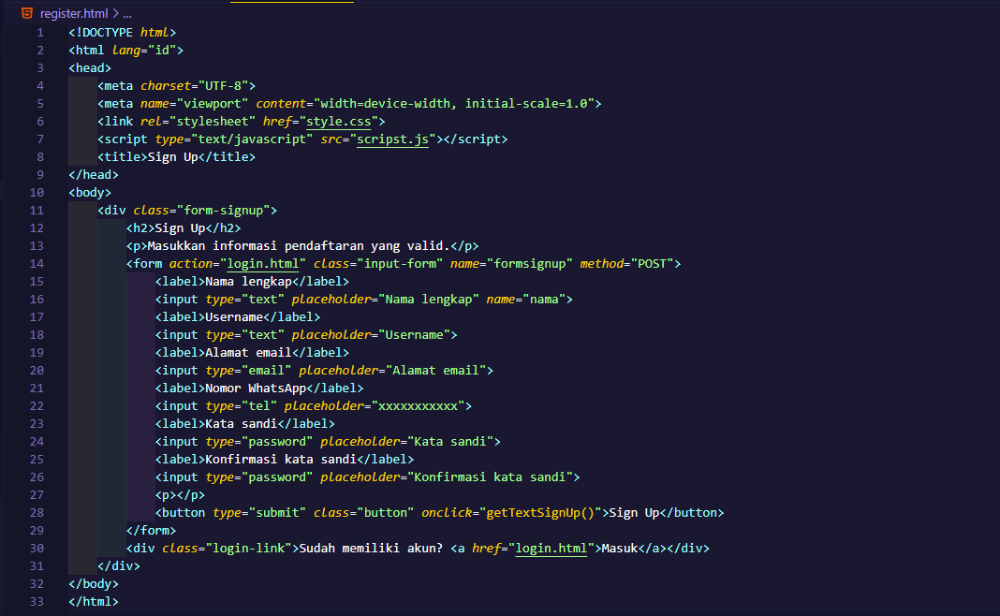 register.html > ...
1 <!DOCTYPE html>
2 <html lang="id">
3 <head>
4 <meta charset="UTF-8">
5 <meta name="viewport" content="width=device-width, initial-scale=1.0">
6 <link rel="stylesheet" href="style.css">
7 <script type="text/javascript" src="scripst.js"></script>
8 <title>Sign Up</title>
9 </head>
10 <body>
11 <div class="form-signup">
12 <h2>Sign Up</h2>
13 <p>Masukkan informasi pendaftaran yang valid.</p>
14 <form action="login.html" class="input-form" name="formsignup" method="POST">
15 <label>Nama lengkap</label>
16 <input type="text" placeholder="Nama lengkap" name="nama">
17 <label>Username</label>
18 <input type="text" placeholder="Username">
19 <label>Alamat email</label>
20 <input type="email" placeholder="Alamat email">
21 <label>Nomor WhatsApp</label>
22 <input type="tel" placeholder="xxxxxxxxxxx">
23 <label>Kata sandi</label>
24 <input type="password" placeholder="Kata sandi">
25 <label>Konfirmasi kata sandi</label>
26 <input type="password" placeholder="Konfirmasi kata sandi">
27 <p></p>
28 <button type="submit" class="button" onclick="getTextSignUp()">Sign Up</button>
29 </form>
30 <div class="login-link">Sudah memiliki akun? <a href="login.html">Masuk</a></div>
31 </div>
32 </body>
33 </html>